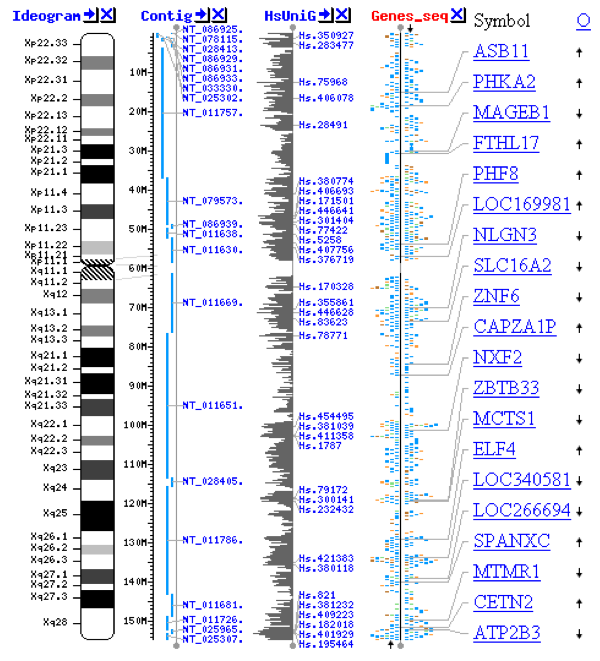 Ideogram Contig HsUniG Genes_seq Symbol O
Xp22.33
Xp22.32
Xp22.31
Xp22.2
Xp22.13
Xp22.12
Xp22.11
Xp21.3
Xp21.2
Xp21.1
Xp11.4
Xp11.3
Xp11.23
Xp11.22
Xp11.21
Xp11.1
Xq11.1
Xq11.2
Xq12
Xq13.1
Xq13.2
Xq13.3
Xq21.1
Xq21.2
Xq21.31
Xq21.32
Xq21.33
Xq22.1
Xq22.2
Xq22.3
Xq23
Xq24
Xq25
Xq26.1
Xq26.2
Xq26.3
Xq27.1
Xq27.2
Xq27.3
Xq28
10M
20M
30M
40M
50M
60M
70M
80M
90M
100M
110M
120M
130M
140M
150M
NT_086925.
NT_078115.
NT_028413.
NT_086929.
NT_086931.
NT_086933.
NT_033330.
NT_025302.
NT_011757.
NT_079573.
NT_086939.
NT_011638.
NT_011630.
NT_011669.
NT_011651.
NT_028405.
NT_011786.
NT_011681.
NT_011726.
NT_025965.
NT_025307.
Hs.350927
Hs.283477
Hs.75968
Hs.406078
Hs.28491
Hs.380774
Hs.406693
Hs.171501
Hs.446641
Hs.301404
Hs.77422
Hs.5258
Hs.407756
Hs.376719
Hs.170328
Hs.355861
Hs.446628
Hs.83623
Hs.78771
Hs.454495
Hs.381039
Hs.411358
Hs.1787
Hs.79172
Hs.300141
Hs.232432
Hs.421383
Hs.380118
Hs.821
Hs.381232
Hs.409223
Hs.182018
Hs.401929
Hs.195464
ASB11
PHKA2
MAGEB1
FTHL17
PHF8
LOC169981
NLGN3
SLC16A2
ZNF6
CAPZA1P
NXF2
ZBTB33
MCTS1
ELF4
LOC340581
LOC266694
SPANXC
MTMR1
CETN2
ATP2B3